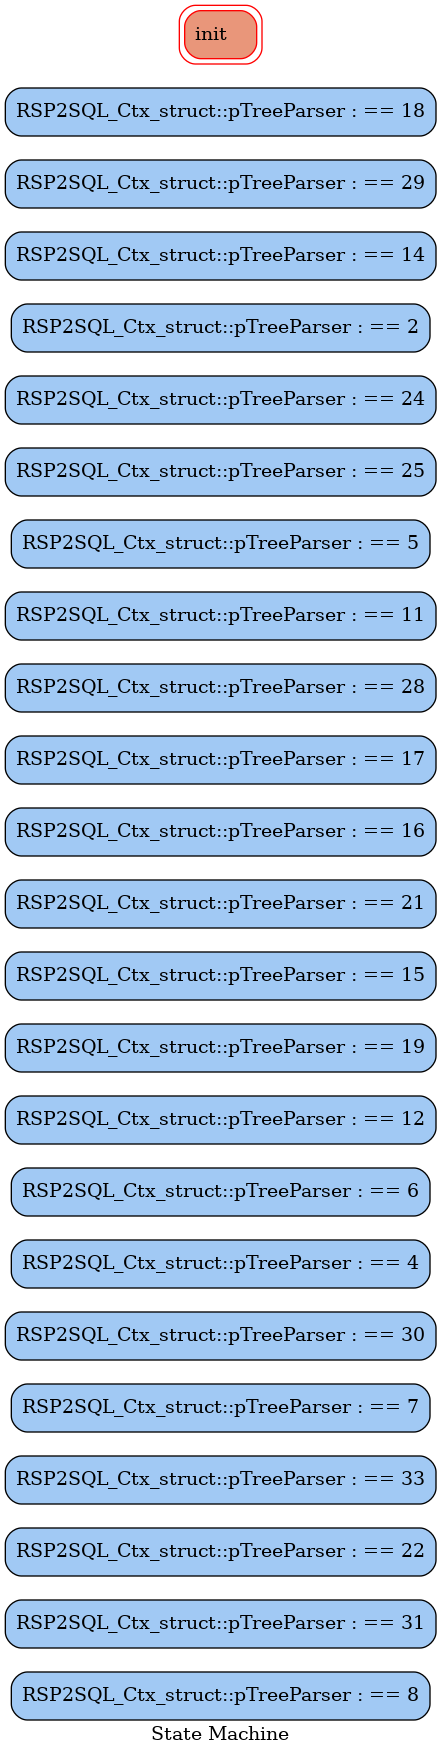 init
RSP2SQL_Ctx_struct::pTreeParser : == 18
RSP2SQL_Ctx_struct::pTreeParser : == 29
RSP2SQL_Ctx_struct::pTreeParser : == 14
RSP2SQL_Ctx_struct::pTreeParser : == 2
RSP2SQL_Ctx_struct::pTreeParser : == 24
RSP2SQL_Ctx_struct::pTreeParser : == 25
RSP2SQL_Ctx_struct::pTreeParser : == 5
RSP2SQL_Ctx_struct::pTreeParser : == 11
RSP2SQL_Ctx_struct::pTreeParser : == 28
RSP2SQL_Ctx_struct::pTreeParser : == 17
RSP2SQL_Ctx_struct::pTreeParser : == 16
RSP2SQL_Ctx_struct::pTreeParser : == 21
RSP2SQL_Ctx_struct::pTreeParser : == 15
RSP2SQL_Ctx_struct::pTreeParser : == 19
RSP2SQL_Ctx_struct::pTreeParser : == 12
RSP2SQL_Ctx_struct::pTreeParser : == 6
RSP2SQL_Ctx_struct::pTreeParser : == 4
RSP2SQL_Ctx_struct::pTreeParser : == 30
RSP2SQL_Ctx_struct::pTreeParser : == 7
RSP2SQL_Ctx_struct::pTreeParser : == 33
RSP2SQL_Ctx_struct::pTreeParser : == 22
RSP2SQL_Ctx_struct::pTreeParser : == 31
RSP2SQL_Ctx_struct::pTreeParser : == 8
State Machine